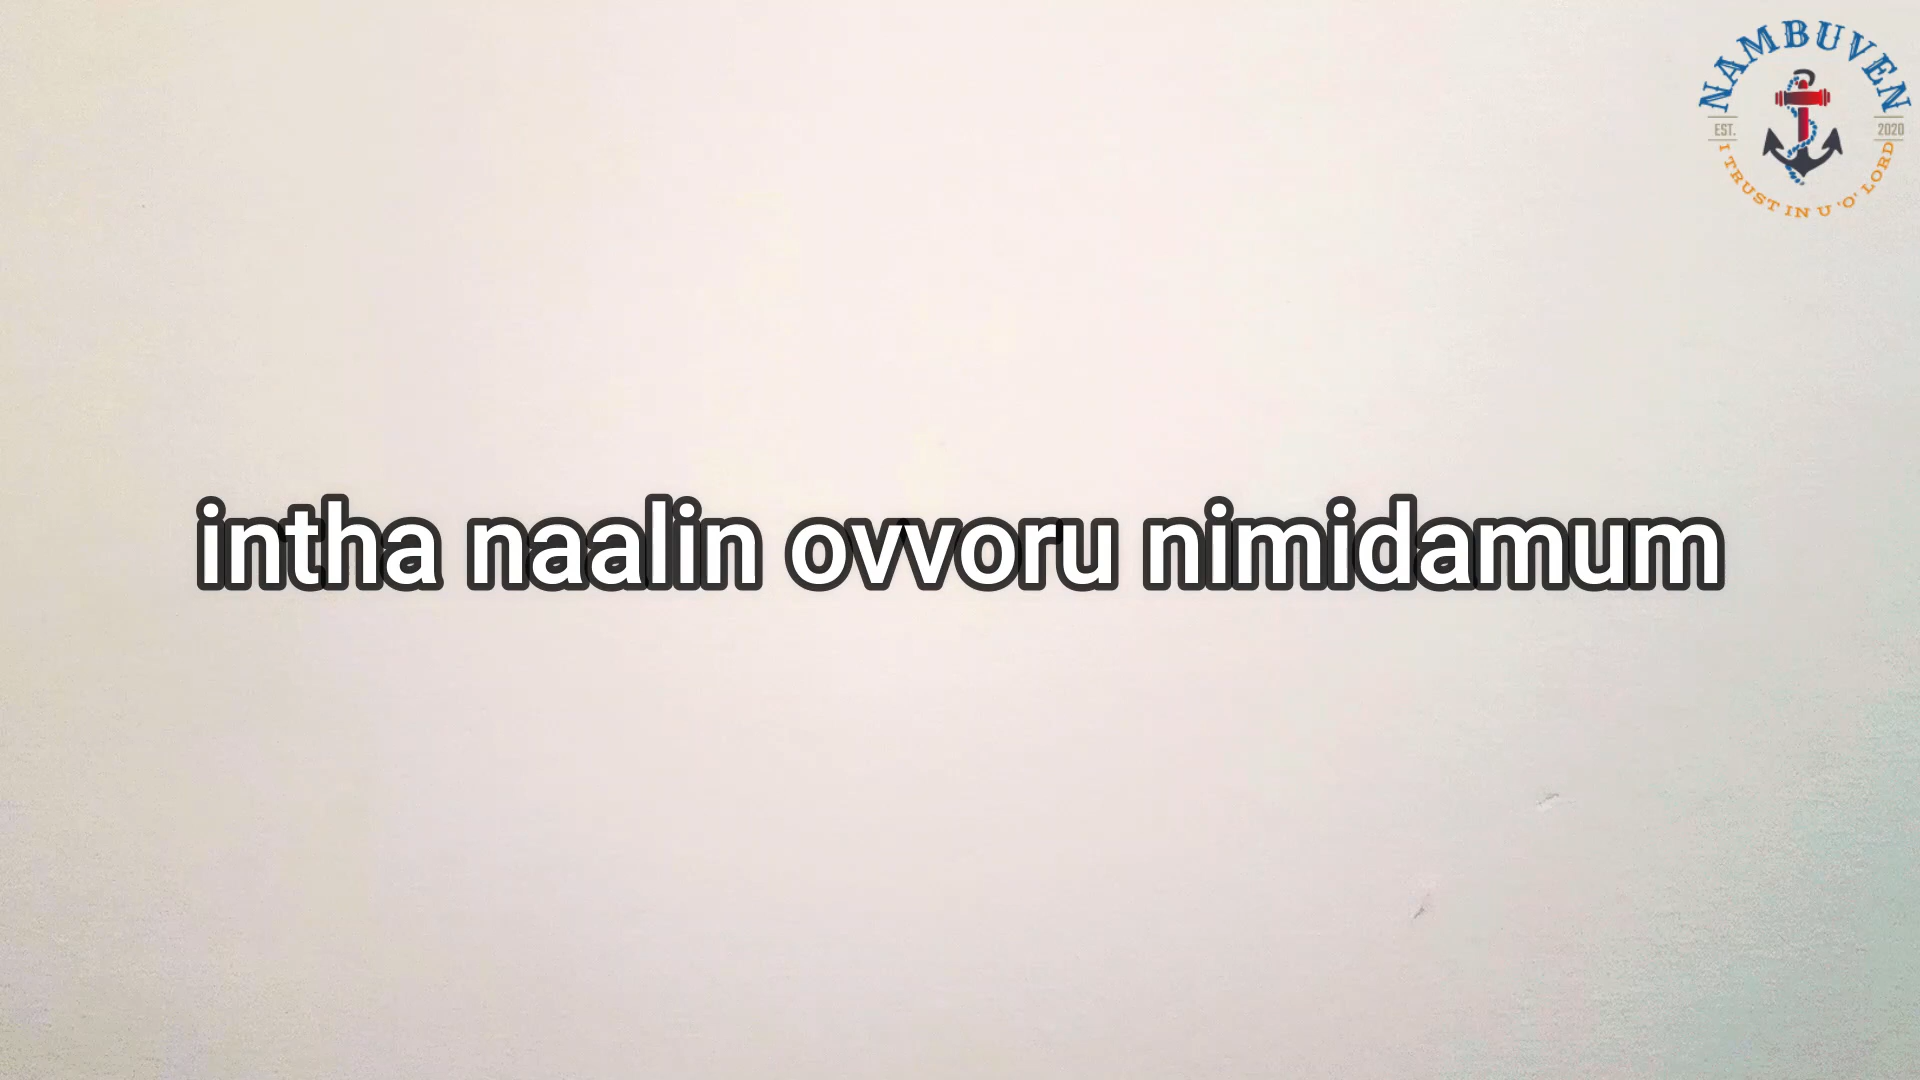 NAMBUVEN
EST. 2020
I TRUST IN U 'O' LORD
intha naalin ovvoru nimidamum